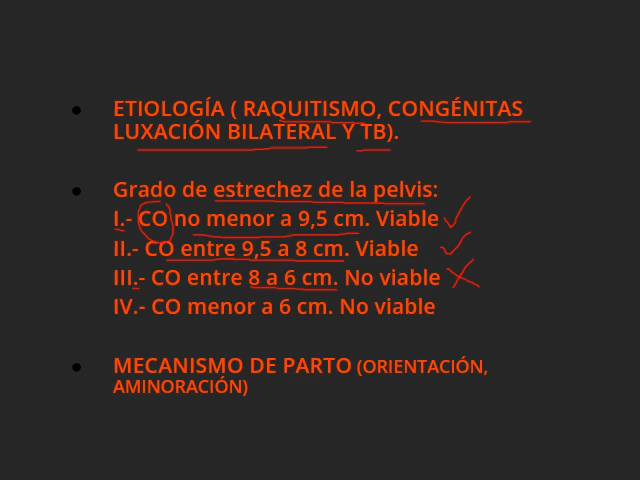 ETIOLOGÍA ( RAQUITISMO, CONGÉNITAS
LUXACIÓN BILATERAL Y TB).
Grado de estrechez de la pelvis:
I.- CO no menor a 9,5 cm. Viable
II.- CO entre 9,5 a 8 cm. Viable
III.- CO entre 8 a 6 cm. No viable
IV.- CO menor a 6 cm. No viable
MECANISMO DE PARTO (ORIENTACIÓN,
AMINORACIÓN)